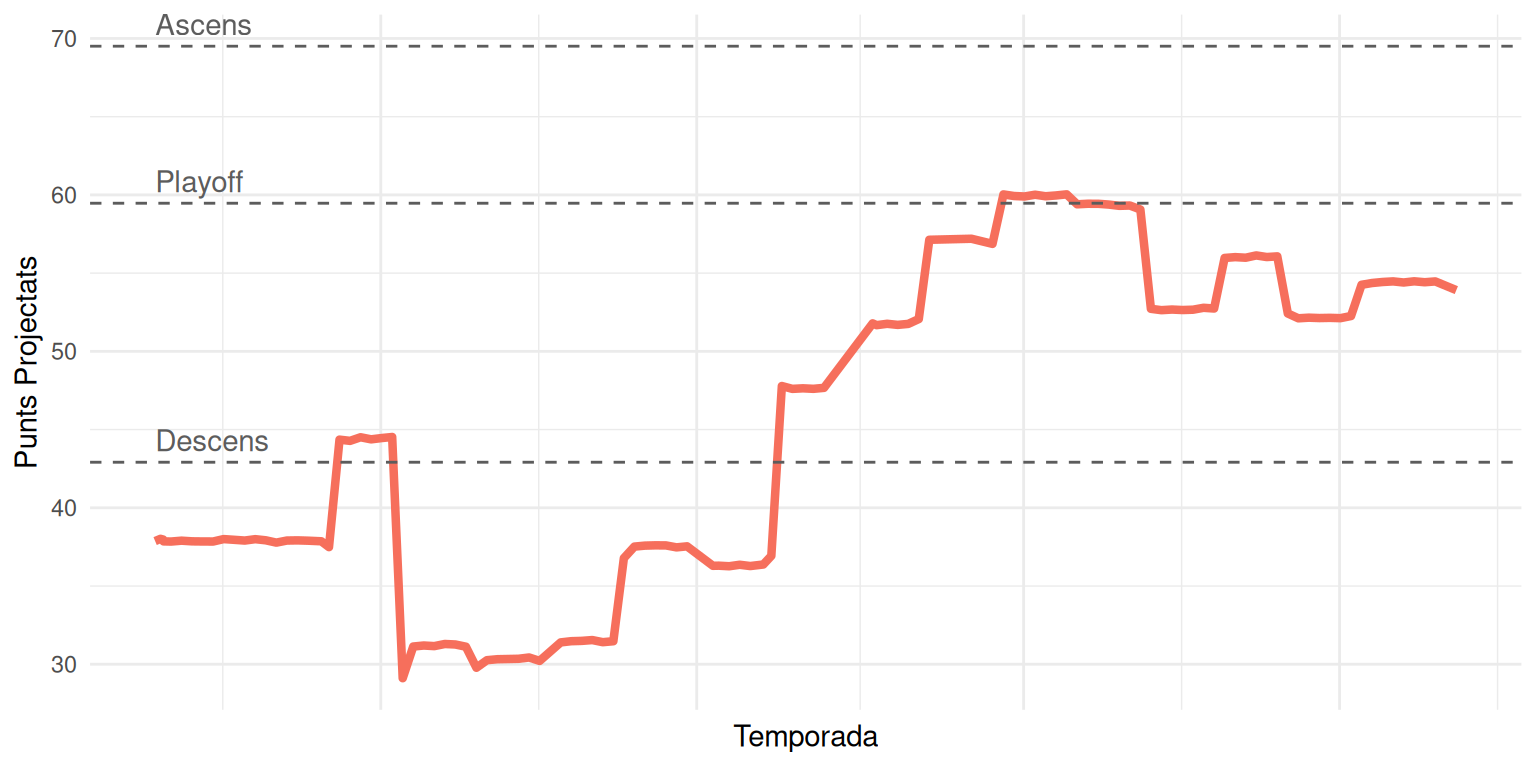 Ascens
70
Playoff
60
50
Descens
40
30
Punts Projectats
Temporada